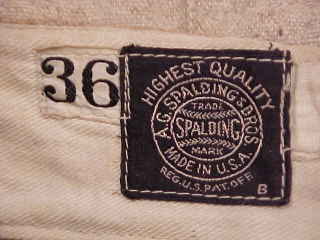 36
HIGHEST QUALITY
A.G. SPALDING & BROS.
TRADE
SPALDING
MARK
MADE IN U.S.A.
REG. U.S. PAT. OFF.
B